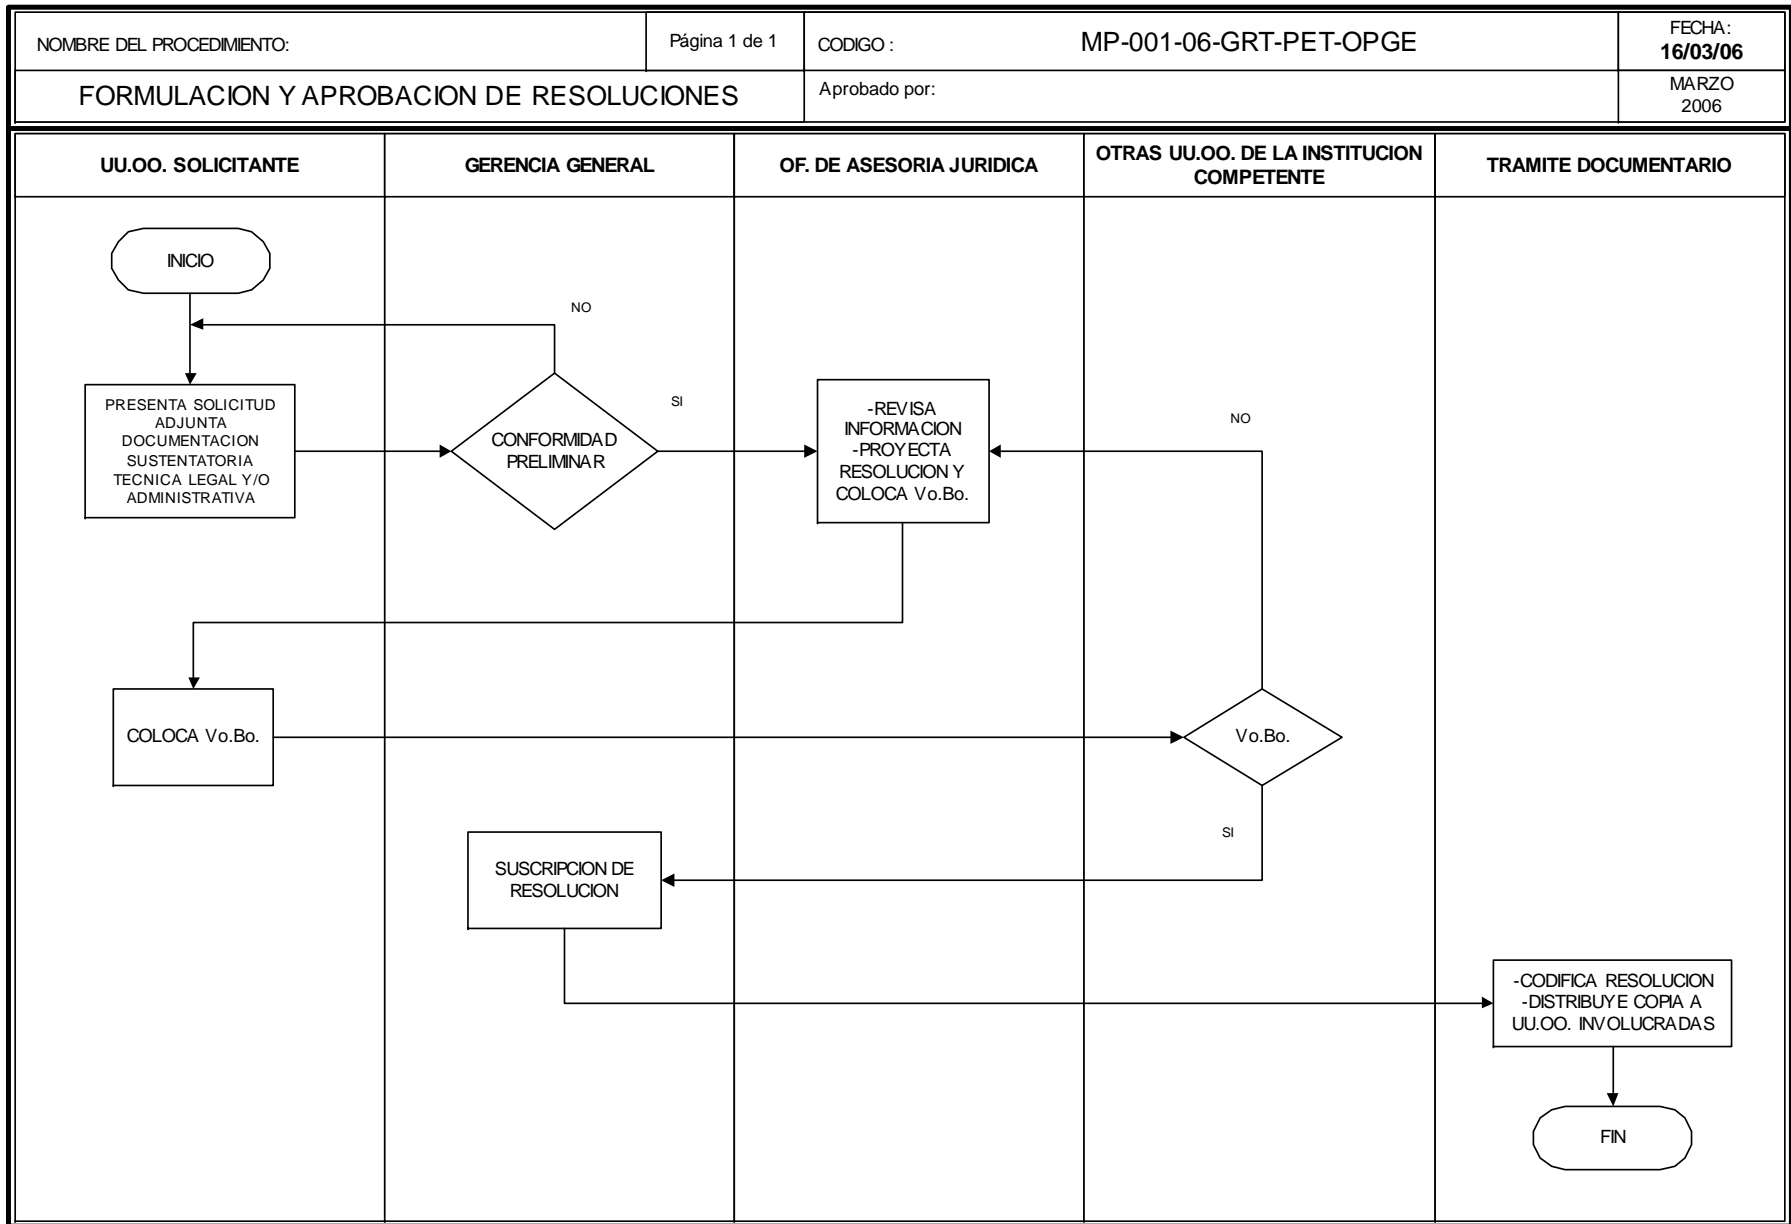 NOMBRE DEL PROCEDIMIENTO:
Página 1 de 1
CODIGO :
MP-001-06-GRT-PET-OPGE
FECHA:
16/03/06
FORMULACION Y APROBACION DE RESOLUCIONES
Aprobado por:
MARZO
2006
UU.OO. SOLICITANTE
GERENCIA GENERAL
OF. DE ASESORIA JURIDICA
OTRAS UU.OO. DE LA INSTITUCION
COMPETENTE
TRAMITE DOCUMENTARIO
INICIO
NO
PRESENTA SOLICITUD
ADJUNTA
DOCUMENTACION
SUSTENTATORIA
TECNICA LEGAL Y/O
ADMINISTRATIVA
CONFORMIDAD
PRELIMINAR
SI
-REVISA
INFORMACION
-PROYECTA
RESOLUCION Y
COLOCA Vo.Bo.
NO
COLOCA Vo.Bo.
Vo.Bo.
SI
SUSCRIPCION DE
RESOLUCION
-CODIFICA RESOLUCION
-DISTRIBUYE COPIA A
UU.OO. INVOLUCRADAS
FIN